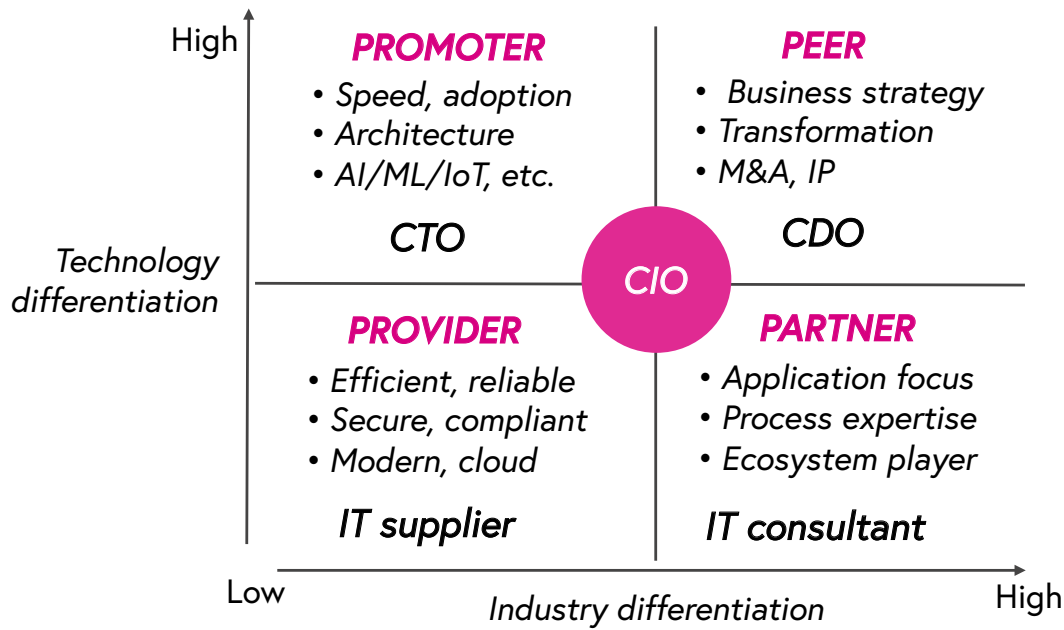 High
PROMOTER
• Speed, adoption
• Architecture
• AI/ML/IoT, etc.
CTO
PEER
• Business strategy
• Transformation
• M&A, IP
CDO
Technology
differentiation
CIO
PROVIDER
• Efficient, reliable
• Secure, compliant
• Modern, cloud
IT supplier
PARTNER
• Application focus
• Process expertise
• Ecosystem player
IT consultant
Low
Industry differentiation
High